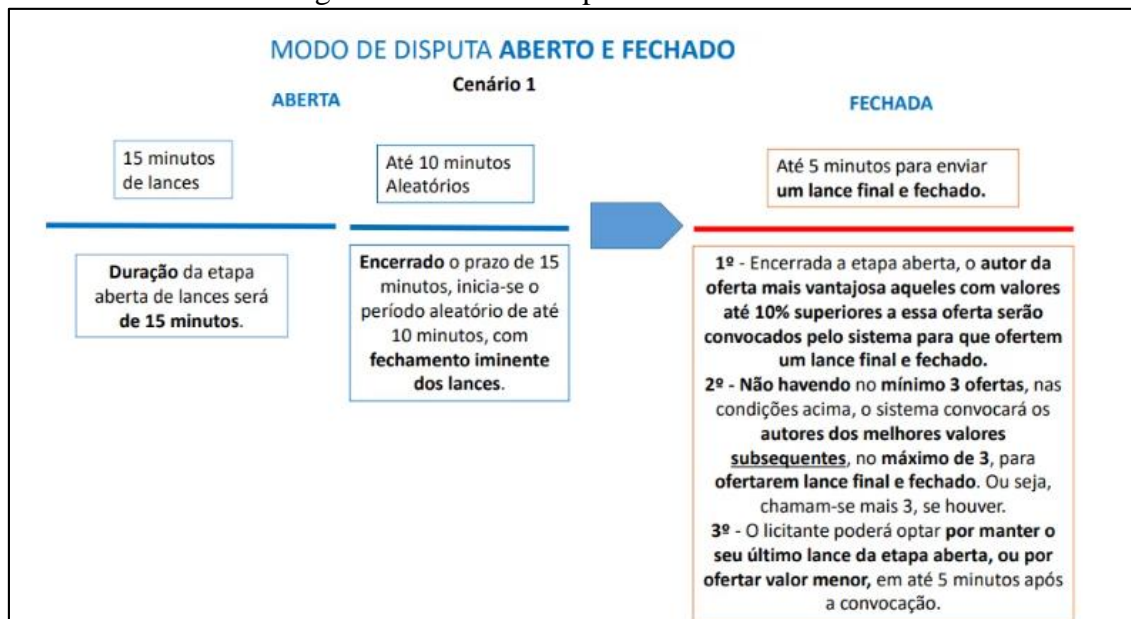 MODO DE DISPUTA ABERTO E FECHADO
Cenário 1
ABERTA
FECHADA
15 minutos
de lances
Até 10 minutos
Aleatórios
Até 5 minutos para enviar
um lance final e fechado.
Duração da etapa
aberta de lances será
de 15 minutos.
Encerrado o prazo de 15
minutos, inicia-se o
período aleatório de até
10 minutos, com
fechamento iminente
dos lances.
1º - Encerrada a etapa aberta, o autor da
oferta mais vantajosa aqueles com valores
até 10% superiores a essa oferta serão
convocados pelo sistema para que ofertem
um lance final e fechado.
2º - Não havendo no mínimo 3 ofertas, nas
condições acima, o sistema convocará os
autores dos melhores valores
subsequentes, no máximo de 3, para
ofertarem lance final e fechado. Ou seja,
chamam-se mais 3, se houver.
3º - O licitante poderá optar por manter o
seu último lance da etapa aberta, ou por
ofertar valor menor, em até 5 minutos após
a convocação.